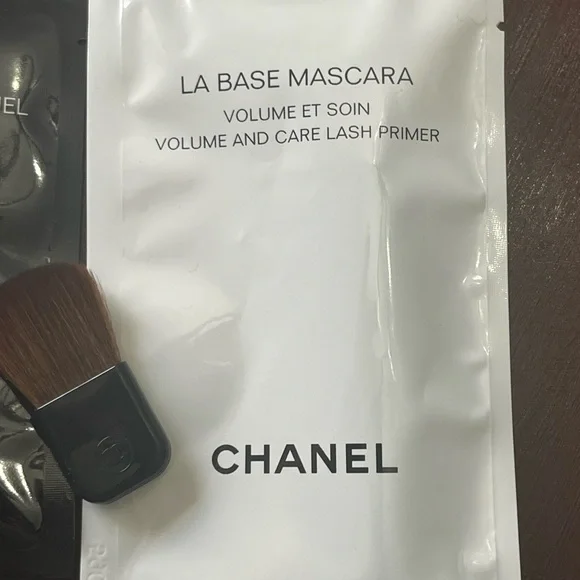 LA BASE MASCARA
VOLUME ET SOIN
VOLUME AND CARE LASH PRIMER
CHANEL